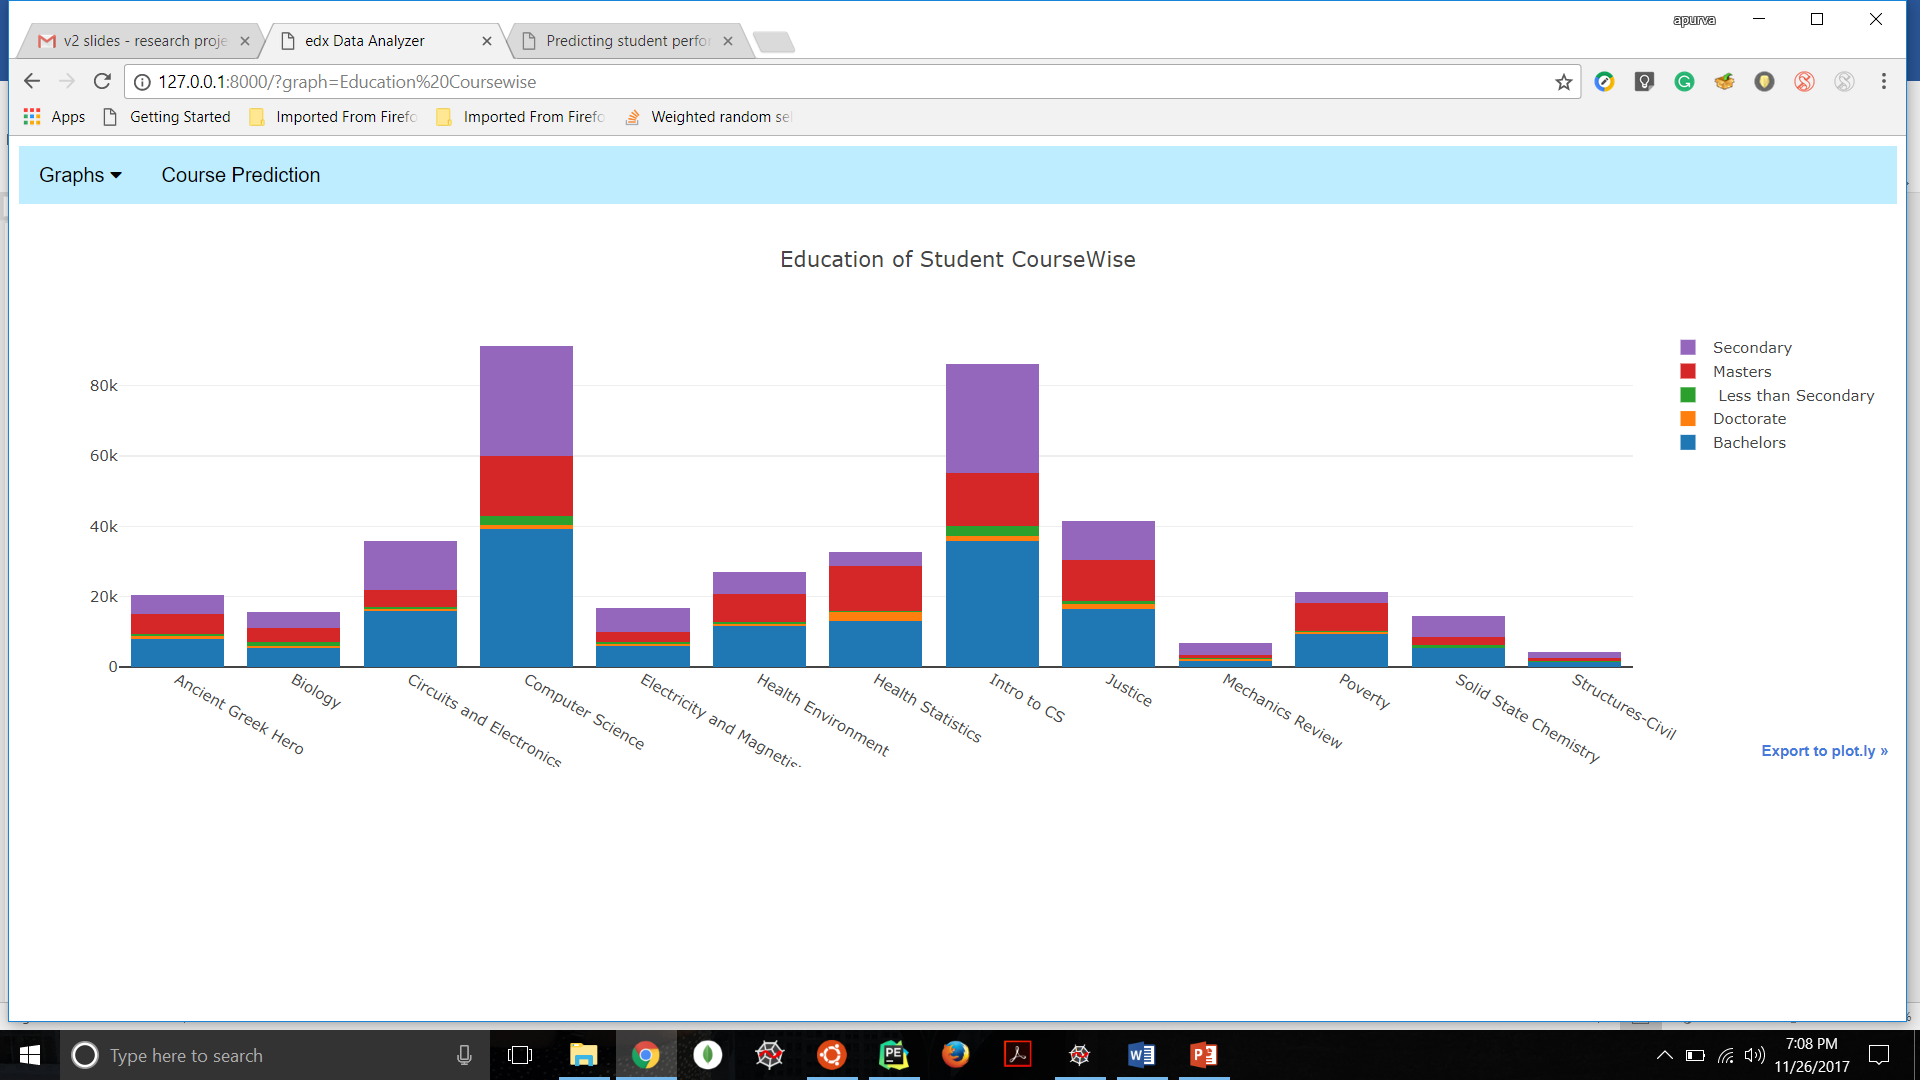 apurva
v2 slides - research proje
edx Data Analyzer
Predicting student perfo
127.0.0.1:8000/?graph=Education%20Coursewise
Apps
Getting Started
Imported From Firefo
Imported From Firefo
Weighted random sel
Graphs
Course Prediction
Education of Student CourseWise
80k
60k
40k
20k
0
Secondary
Masters
Less than Secondary
Doctorate
Bachelors
Ancient Greek Hero
Biology
Circuits and Electronics
Computer Science
Electricity and Magnetis
Health Environment
Health Statistics
Intro to CS
Justice
Mechanics Review
Poverty
Solid State Chemistry
Structures-Civil
Export to plot.ly »
Type here to search
7:08 PM
11/26/2017